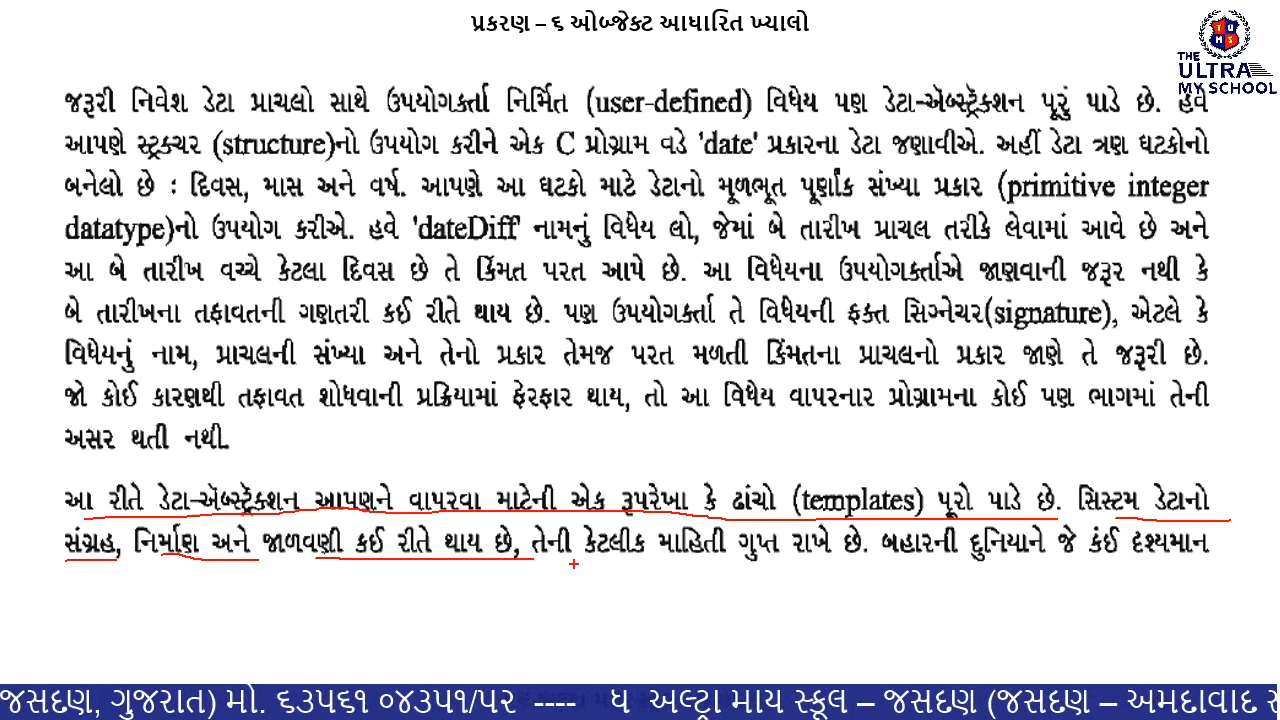 પ્રકરણ – ૬ ઓબ્જેક્ટ આધારિત ખ્યાલો
TUMS
THE
ULTRA
MY SCHOOL
જરૂરી નિવેશ ડેટા પ્રાચલો સાથે ઉપયોગકર્તા નિર્મિત (user-defined) વિધેય પણ ડેટા-ઍબ્સ્ટ્રૅક્શન પૂરું પાડે છે. હવે
આપણે સ્ટ્રક્ચર (structure)નો ઉપયોગ કરીને એક C પ્રોગ્રામ વડે 'date' પ્રકારના ડેટા જણાવીએ. અહીં ડેટા ત્રણ ઘટકોનો
બનેલો છે : દિવસ, માસ અને વર્ષ. આપણે આ ઘટકો માટે ડેટાનો મૂળભૂત પૂર્ણાંક સંખ્યા પ્રકાર (primitive integer
datatype)નો ઉપયોગ કરીએ. હવે 'dateDiff' નામનું વિધેય લો, જેમાં બે તારીખ પ્રાચલ તરીકે લેવામાં આવે છે અને
આ બે તારીખ વચ્ચે કેટલા દિવસ છે તે કિંમત પરત આપે છે. આ વિધેયના ઉપયોગકર્તાએ જાણવાની જરૂર નથી કે
બે તારીખના તફાવતની ગણતરી કઈ રીતે થાય છે. પણ ઉપયોગકર્તા તે વિધેયની ફક્ત સિગ્નેચર(signature), એટલે કે
વિધેયનું નામ, પ્રાચલની સંખ્યા અને તેનો પ્રકાર તેમજ પરત મળતી કિંમતના પ્રાચલનો પ્રકાર જાણે તે જરૂરી છે.
જો કોઈ કારણથી તફાવત શોધવાની પ્રક્રિયામાં ફેરફાર થાય, તો આ વિધેય વાપરનાર પ્રોગ્રામના કોઈ પણ ભાગમાં તેની
અસર થતી નથી.
આ રીતે ડેટા-ઍબ્સ્ટ્રૅક્શન આપણને વાપરવા માટેની એક રૂપરેખા કે ઢાંચો (templates) પૂરો પાડે છે. સિસ્ટમ ડેટાનો
સંગ્રહ, નિર્માણ અને જાળવણી કઈ રીતે થાય છે, તેની કેટલીક માહિતી ગુપ્ત રાખે છે. બહારની દુનિયાને જે કંઈ દૃશ્યમાન
જસદણ, ગુજરાત) મો. ૬૩૫૬૧ ૦૪૩૫૧/૫૨ ---- ધ અલ્ટ્રા માય સ્કૂલ – જસદણ (જસદણ – અમદાવાદ